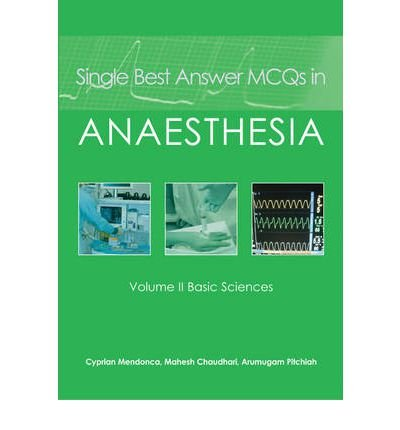 Single Best Answer MCQs in
ANAESTHESIA
Volume II Basic Sciences
Cyprian Mendonca, Mahesh Chaudhari, Arumugam Pitchiah